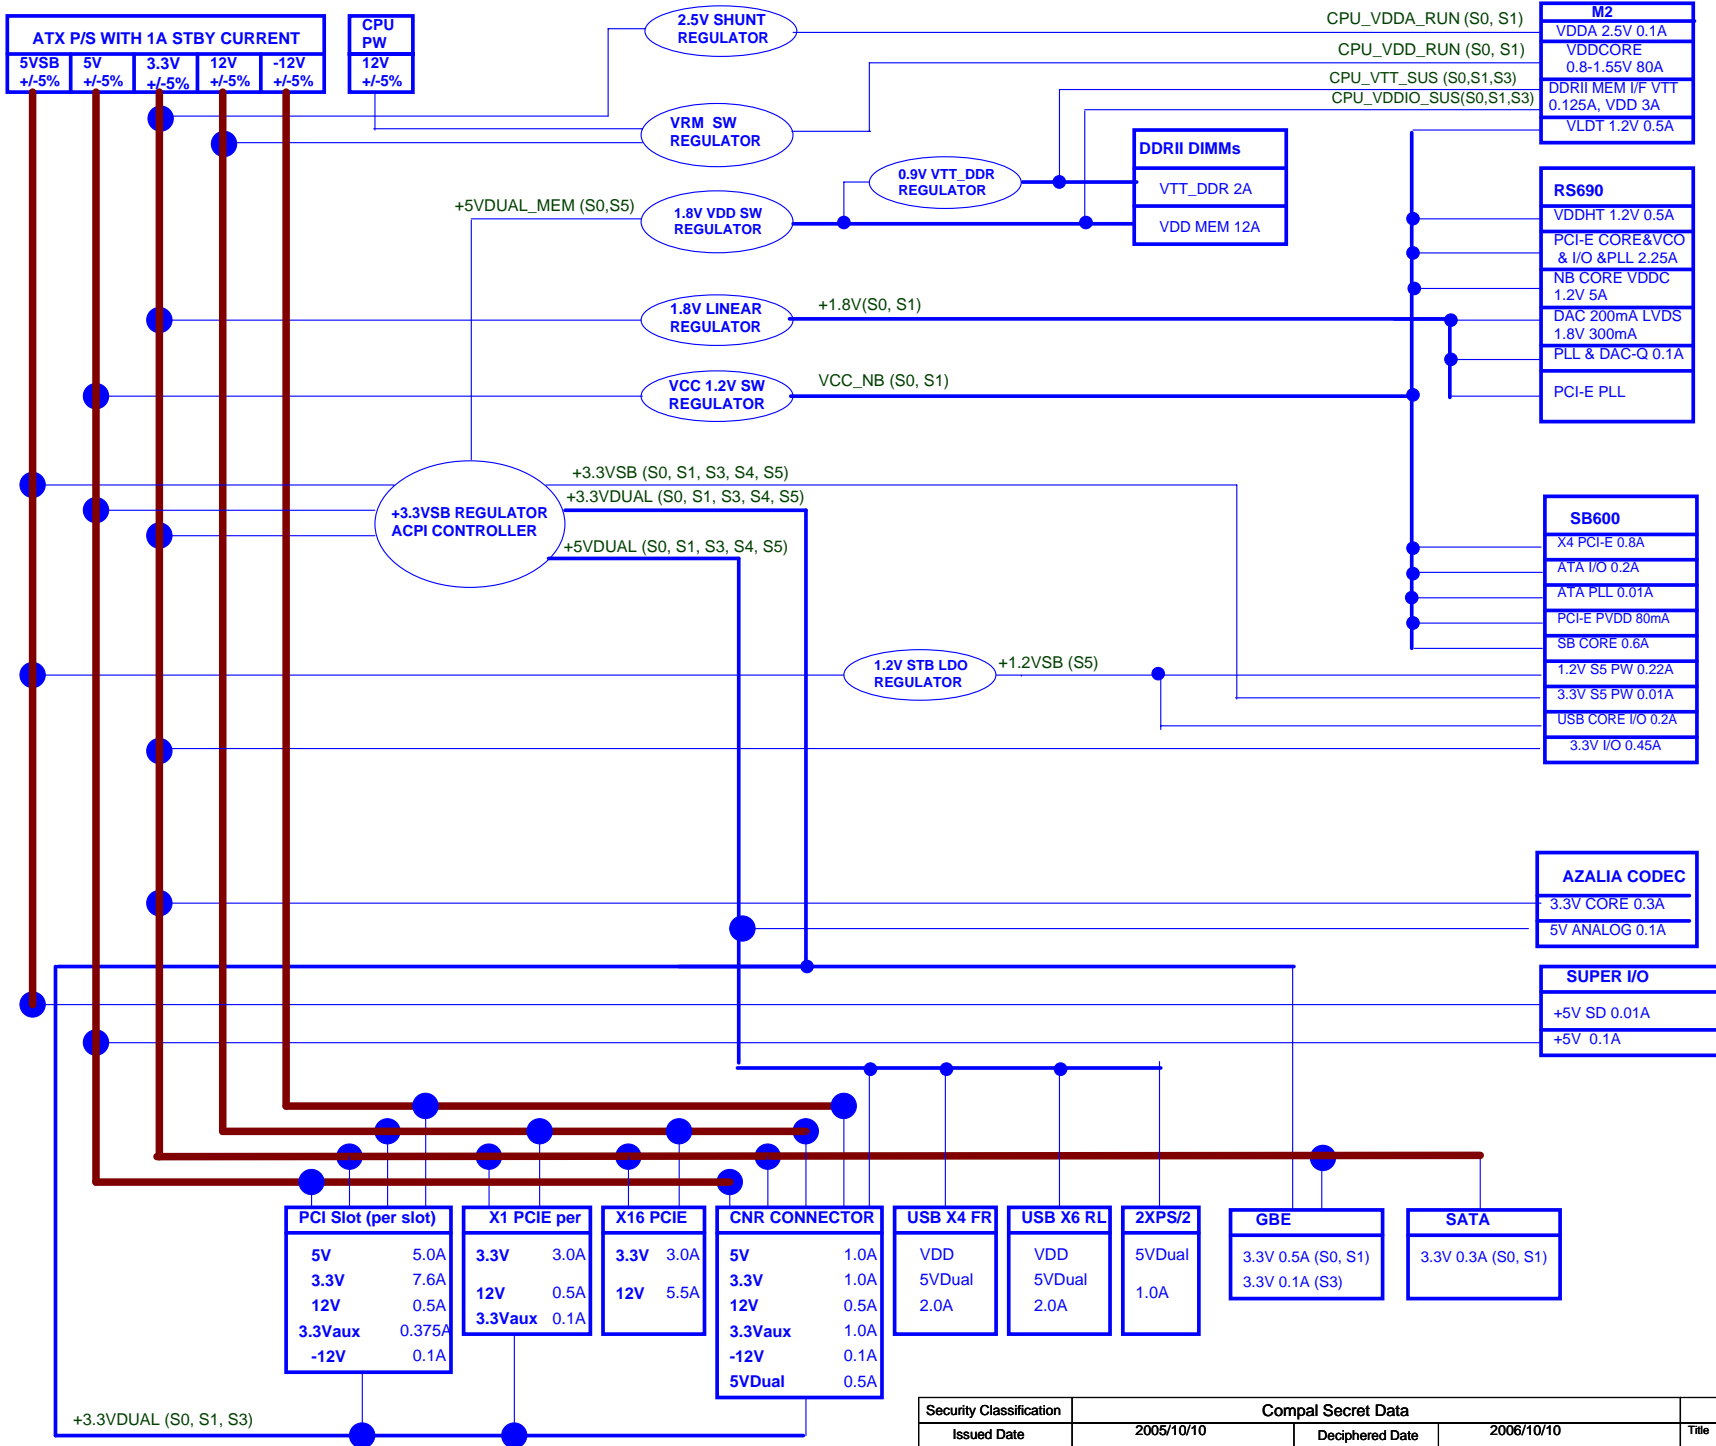 ATX P/S WITH 1A STBY CURRENT
5VSB
+/-5%
5V
+/-5%
3.3V
+/-5%
12V
+/-5%
-12V
+/-5%
CPU
PW
12V
+/-5%
2.5V SHUNT
REGULATOR
VRM SW
REGULATOR
0.9V VTT_DDR
REGULATOR
+5VDUAL_MEM (S0,S5)
1.8V VDD SW
REGULATOR
1.8V LINEAR
REGULATOR
+1.8V(S0, S1)
VCC 1.2V SW
REGULATOR
VCC_NB (S0, S1)
+3.3VSB REGULATOR
ACPI CONTROLLER
+3.3VSB (S0, S1, S3, S4, S5)
+3.3VDUAL (S0, S1, S3, S4, S5)
+5VDUAL (S0, S1, S3, S4, S5)
1.2V STB LDO
REGULATOR
+1.2VSB (S5)
CPU_VDDA_RUN (S0, S1)
CPU_VDD_RUN (S0, S1)
CPU_VTT_SUS (S0,S1,S3)
CPU_VDDIO_SUS(S0,S1,S3)
DDRII DIMMs
VTT_DDR 2A
VDD MEM 12A
M2
VDDA 2.5V 0.1A
VDDCORE
0.8-1.55V 80A
DDRII MEM I/F VTT
0.125A, VDD 3A
VLDT 1.2V 0.5A
RS690
VDDHT 1.2V 0.5A
PCI-E CORE&VCO
& I/O &PLL 2.25A
NB CORE VDDC
1.2V 5A
DAC 200mA LVDS
1.8V 300mA
PLL & DAC-Q 0.1A
PCI-E PLL
SB600
X4 PCI-E 0.8A
ATA I/O 0.2A
ATA PLL 0.01A
PCI-E PVDD 80mA
SB CORE 0.6A
1.2V S5 PW 0.22A
3.3V S5 PW 0.01A
USB CORE I/O 0.2A
3.3V I/O 0.45A
AZALIA CODEC
3.3V CORE 0.3A
5V ANALOG 0.1A
SUPER I/O
+5V SD 0.01A
+5V 0.1A
PCI Slot (per slot)
5V 5.0A
3.3V 7.6A
12V 0.5A
3.3Vaux 0.375A
-12V 0.1A
X1 PCIE per
3.3V 3.0A
12V 0.5A
3.3Vaux 0.1A
X16 PCIE
3.3V 3.0A
12V 5.5A
CNR CONNECTOR
5V 1.0A
3.3V 1.0A
12V 0.5A
3.3Vaux 1.0A
-12V 0.1A
5VDual 0.5A
USB X4 FR
VDD
5VDual
2.0A
USB X6 RL
VDD
5VDual
2.0A
2XPS/2
5VDual
1.0A
GBE
3.3V 0.5A (S0, S1)
3.3V 0.1A (S3)
SATA
3.3V 0.3A (S0, S1)
+3.3VDUAL (S0, S1, S3)
Security Classification
Compal Secret Data
Issued Date
2005/10/10
Deciphered Date
2006/10/10
Title